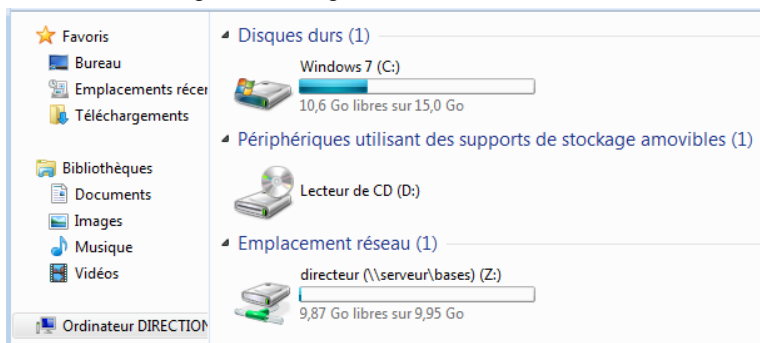 Favoris
Bureau
Emplacements récer
Téléchargements
Bibliothèques
Documents
Images
Musique
Vidéos
Ordinateur DIRECTION
Disques durs (1)
Windows 7 (C:)
10,6 Go libres sur 15,0 Go
Périphériques utilisant des supports de stockage amovibles (1)
Lecteur de CD (D:)
Emplacement réseau (1)
directeur (\\serveur\bases) (Z:)
9,87 Go libres sur 9,95 Go